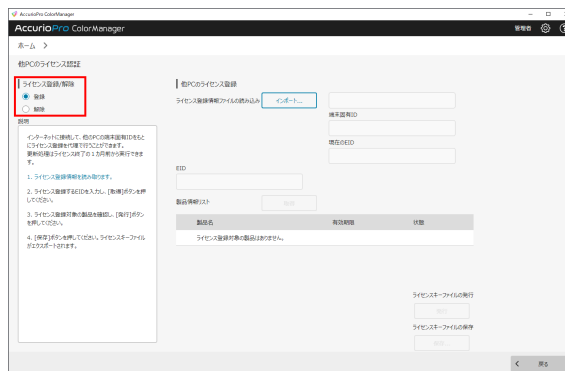 AccurioPro ColorManager
AccurioPro ColorManager
管理者
ホーム >
他PCのライセンス認証
ライセンス登録/解除
登録
解除
説明
インターネットに接続して、他のPCの端末固有IDをもと
にライセンス登録を代理で行うことができます。
更新処理はライセンス終了の1カ月前から実行できま
す。
1. ライセンス登録情報を読み取ります。
2. ライセンス登録するEIDを入力し、[取得]ボタンを押
してください。
3. ライセンス登録対象の製品を確認し、[発行]ボタン
を押してください。
4. [保存]ボタンを押してください。ライセンスキーファイル
がエクスポートされます。
他PCのライセンス登録
ライセンス登録情報ファイルの読み込み
インポート...
端末固有ID
現在のEID
EID
製品情報リスト
取得
製品名 有効期限 状態
ライセンス登録対象の製品はありません。
ライセンスキーファイルの発行
発行
ライセンスキーファイルの保存
保存...
< 戻る